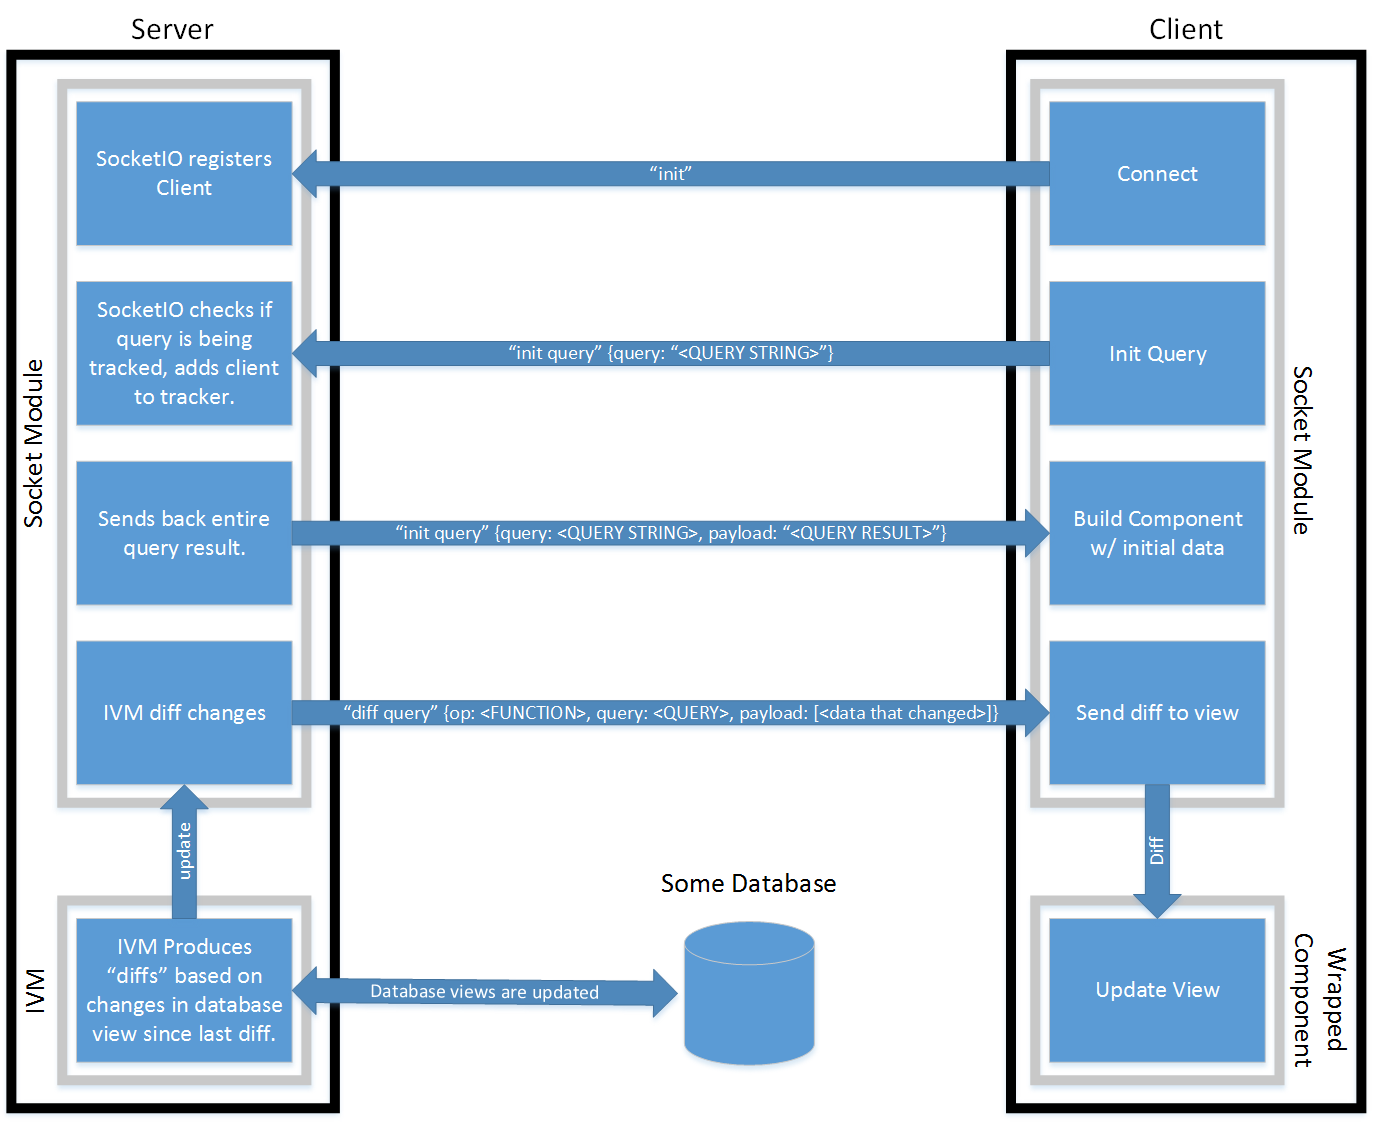 Server
Client
SocketIO registers
Client
“init”
Connect
SocketIO checks if
query is being
tracked, adds client
to tracker.
“init query” {query: “<QUERY STRING>”}
Init Query
Socket Module
Socket Module
Sends back entire
query result.
“init query” {query: <QUERY STRING>, payload: “<QUERY RESULT>”}
Build Component
w/ initial data
IVM diff changes
“diff query” {op: <FUNCTION>, query: <QUERY>, payload: [<data that changed>]}
Send diff to view
update
Diff
Some Database
IVM
IVM Produces
“diffs” based on
changes in database
view since last diff.
Database views are updated
Update View
Wrapped
Component